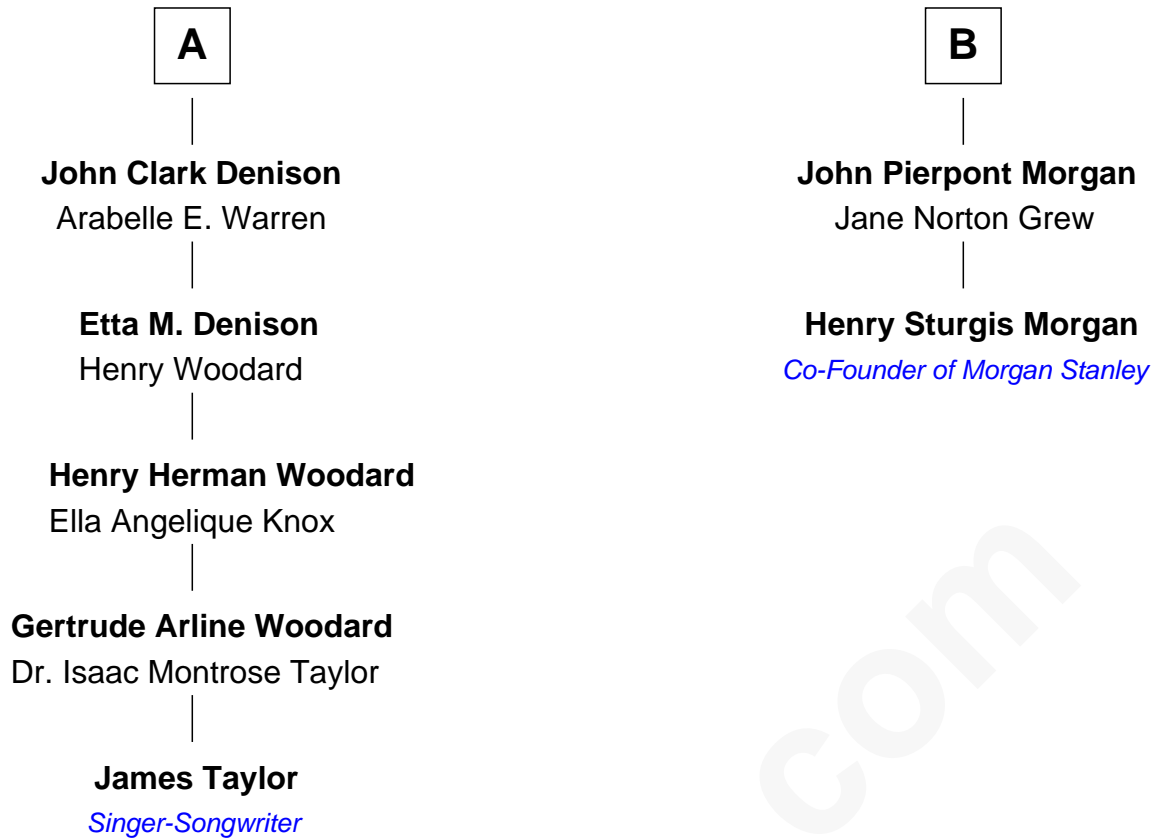 A
John Clark Denison
Arabelle E. Warren
Etta M. Denison
Henry Woodard
Henry Herman Woodard
Ella Angelique Knox
Gertrude Arline Woodard
Dr. Isaac Montrose Taylor
James Taylor
Singer-Songwriter
B
John Pierpont Morgan
Jane Norton Grew
Henry Sturgis Morgan
Co-Founder of Morgan Stanley
com